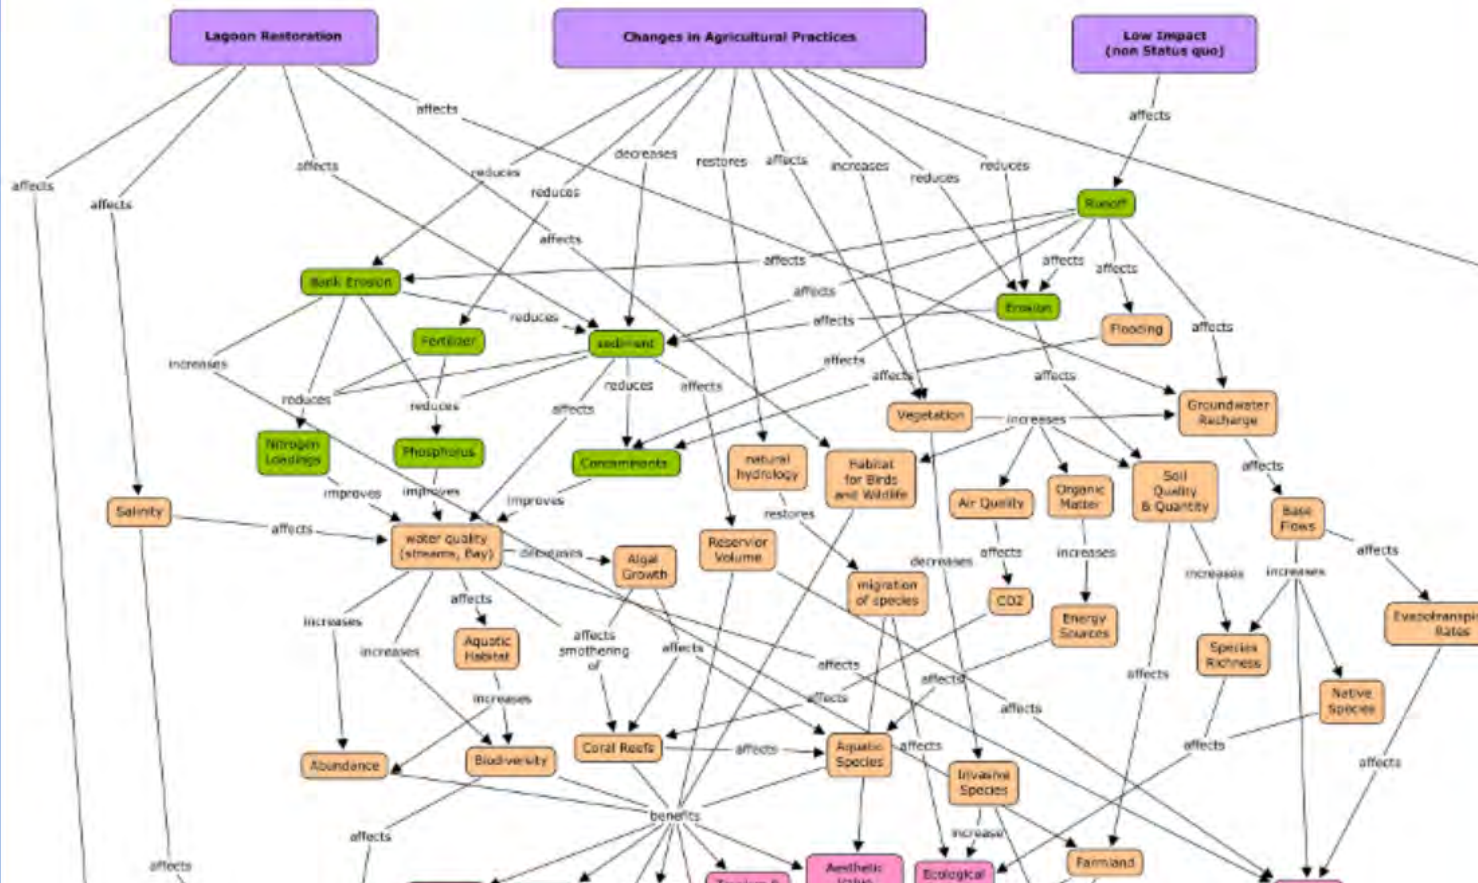 Lagoon Restoration
Changes in Agricultural Practices
Low Impact
(non Status quo)
affects
affects
affects
decreases
restores
affects
increases
reduces
reduces
reduces
reduces
affects
affects
affects
Runoff
affects
affects
affects
affects
Bank Erosion
affects
Erosion
reduces
affects
Flooding
affects
Fertilizer
sediment
increases
affects
affects
affects
reduces
affects
reduces
reduces
affects
Vegetation
increases
Groundwater
Recharge
Nitrogen
Loadings
Phosphorus
Contaminants
natural
hydrology
Habitat
for Birds
and Wildlife
affects
Soil
Quality
& Quantity
Air Quality
Organic
Matter
improves
improves
improves
Salinity
restores
Base
Flows
affects
water quality
(streams, Bay)
decreases
Algal
Growth
Reservior
Volume
decreases
affects
increases
affects
increases
increases
migration
of species
CO2
affects
Energy
Sources
Evapotranspi
Rates
increases
Aquatic
Habitat
affects
smothering
of
affects
increases
Species
Richness
affects
affects
affects
affects
Native
Species
increases
affects
affects
Abundance
Biodiversity
Coral Reefs
affects
Aquatic
Species
affects
affects
affects
Invasive
Species
benefits
affects
increase
affects
Aesthetic
Value
Ecological
Farmland